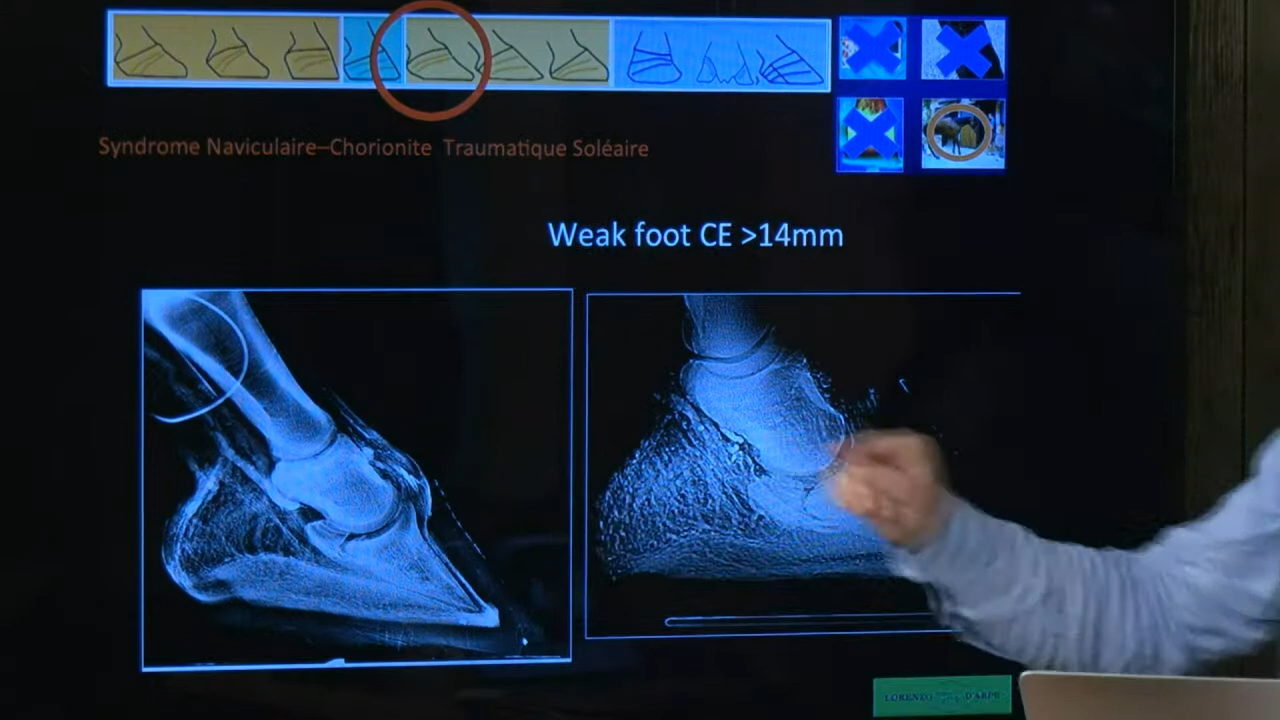 Syndrome Naviculaire–Chorionite Traumatique Soléaire
Weak foot CE >14mm
LORENZO D'ARPE